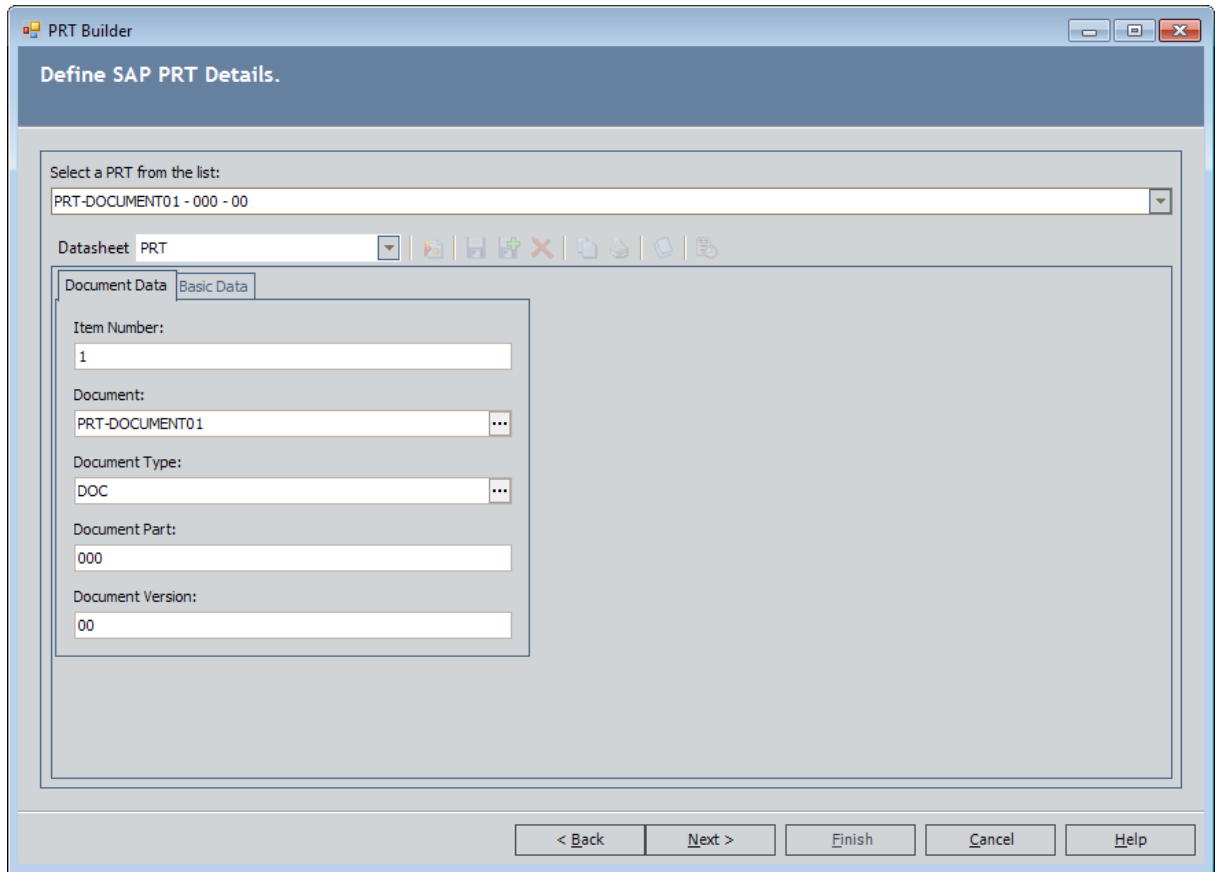 PRT Builder
Define SAP PRT Details.
Select a PRT from the list:
PRT-DOCUMENT01 - 000 - 00
Datasheet PRT
Document Data Basic Data
Item Number:
1
Document:
PRT-DOCUMENT01 ...
Document Type:
DOC ...
Document Part:
000
Document Version:
00
< Back Next > Finish Cancel Help